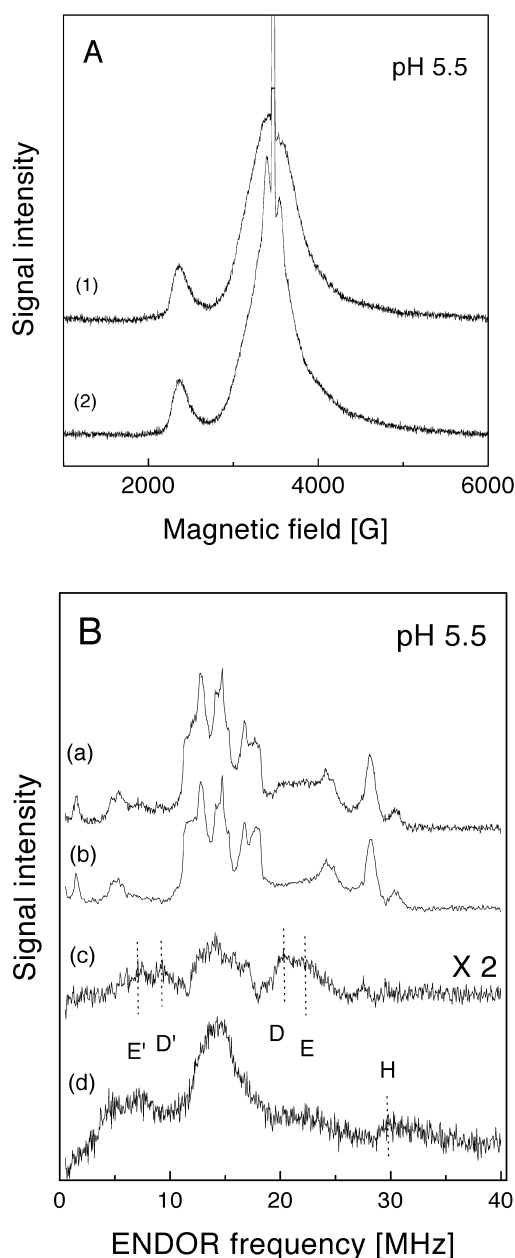 A
pH 5.5
Signal intensity
(1)
(2)
2000 4000 6000
Magnetic field [G]
B
pH 5.5
Signal intensity
(a)
(b)
(c)
X 2
E' D' D E
H
(d)
0 10 20 30 40
ENDOR frequency [MHz]